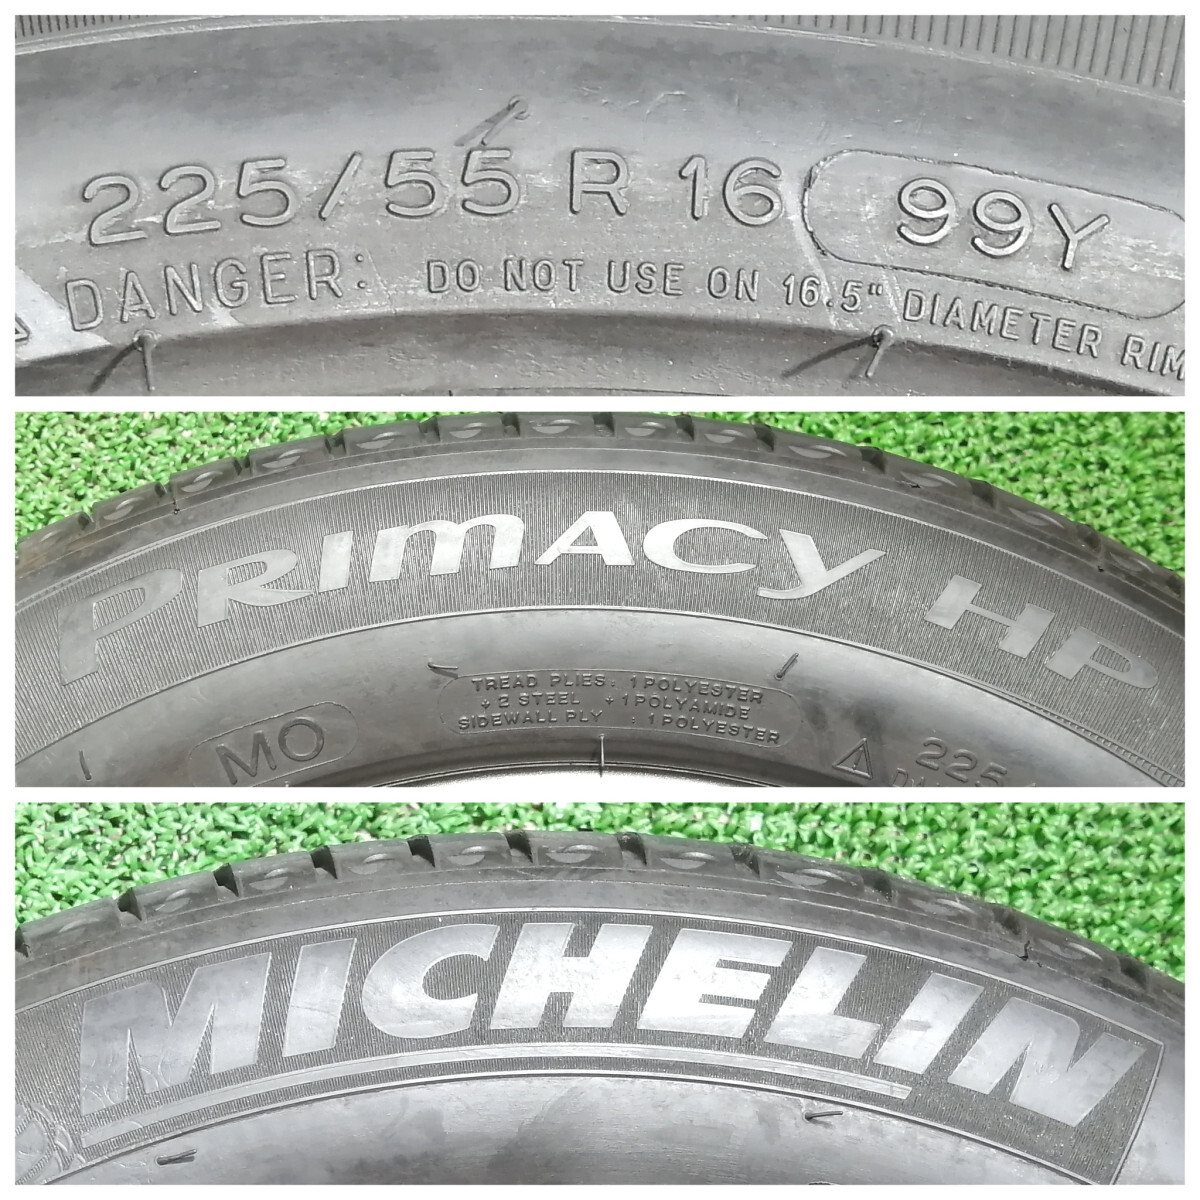 225/55 R 16 99Y
DANGER: DO NOT USE ON 16.5" DIAMETER RIM
PRIMACY HP
TREAD PLIES: 1 POLYESTER
+ 2 STEEL + 1 POLYAMIDE
SIDEWALL PLY : 1 POLYESTER
MO
225
MICHELIN